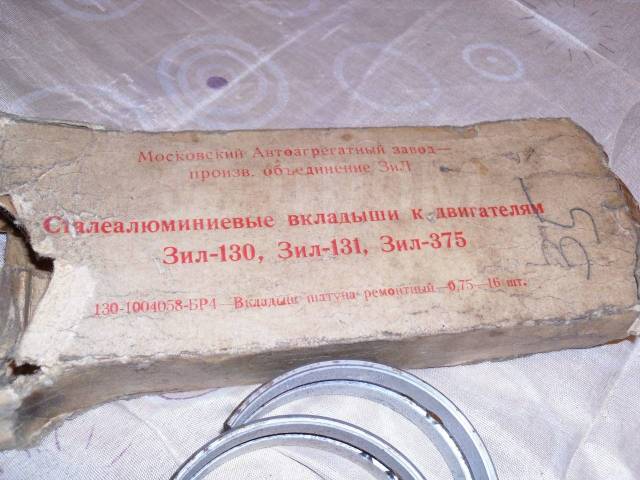 Московский Автоагрегатный завод—
произв. объединение ЗиЛ
Сталеалюминиевые вкладыши к двигателям
Зил-130, Зил-131, Зил-375
130-1004058-БР4—Вкладыш шатуна ремонтный—0,75—16 шт.